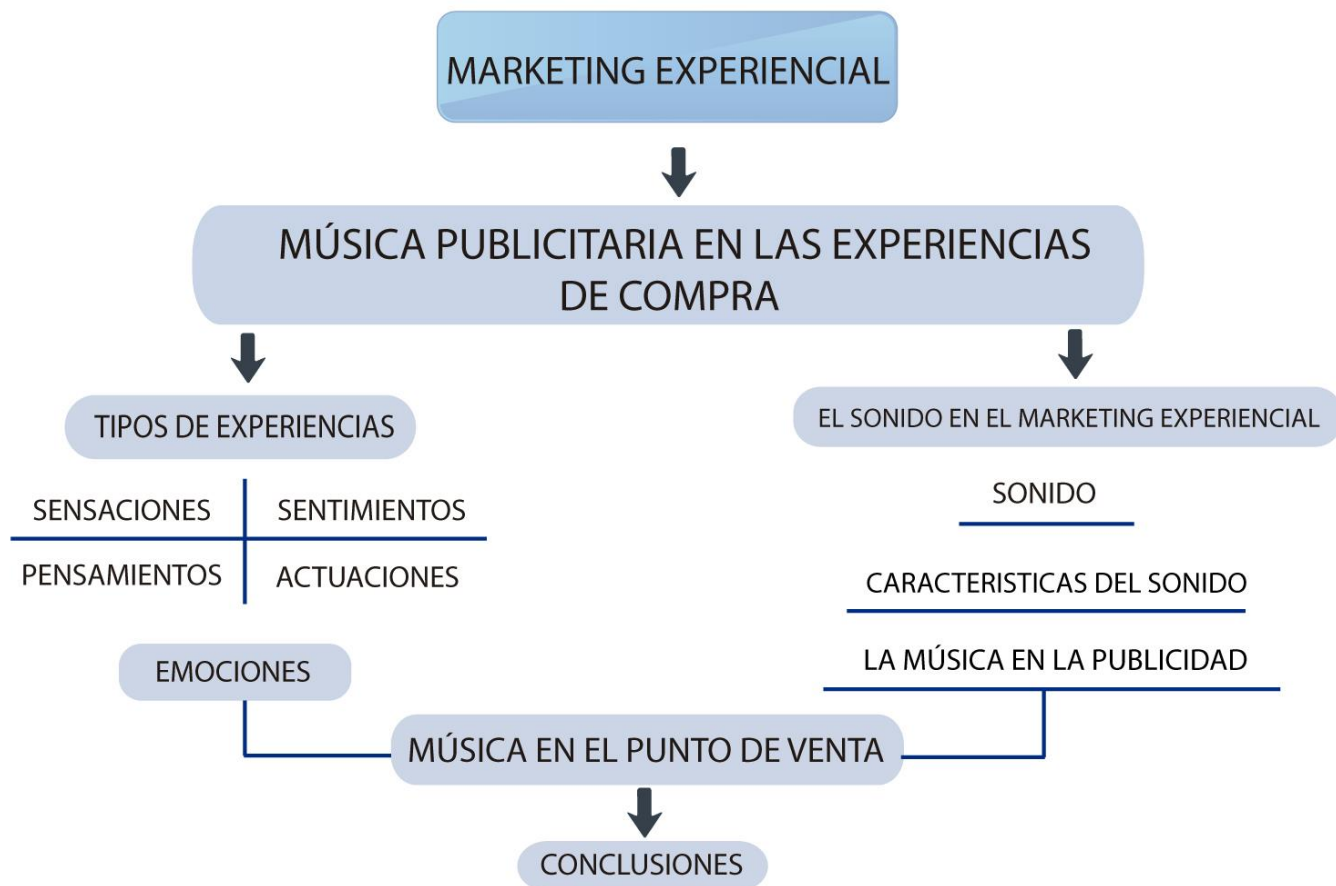 MARKETING EXPERIENCIAL
MÚSICA PUBLICITARIA EN LAS EXPERIENCIAS
DE COMPRA
TIPOS DE EXPERIENCIAS
SENSACIONES
SENTIMIENTOS
PENSAMIENTOS
ACTUACIONES
EMOCIONES
EL SONIDO EN EL MARKETING EXPERIENCIAL
SONIDO
CARACTERISTICAS DEL SONIDO
LA MÚSICA EN LA PUBLICIDAD
MÚSICA EN EL PUNTO DE VENTA
CONCLUSIONES